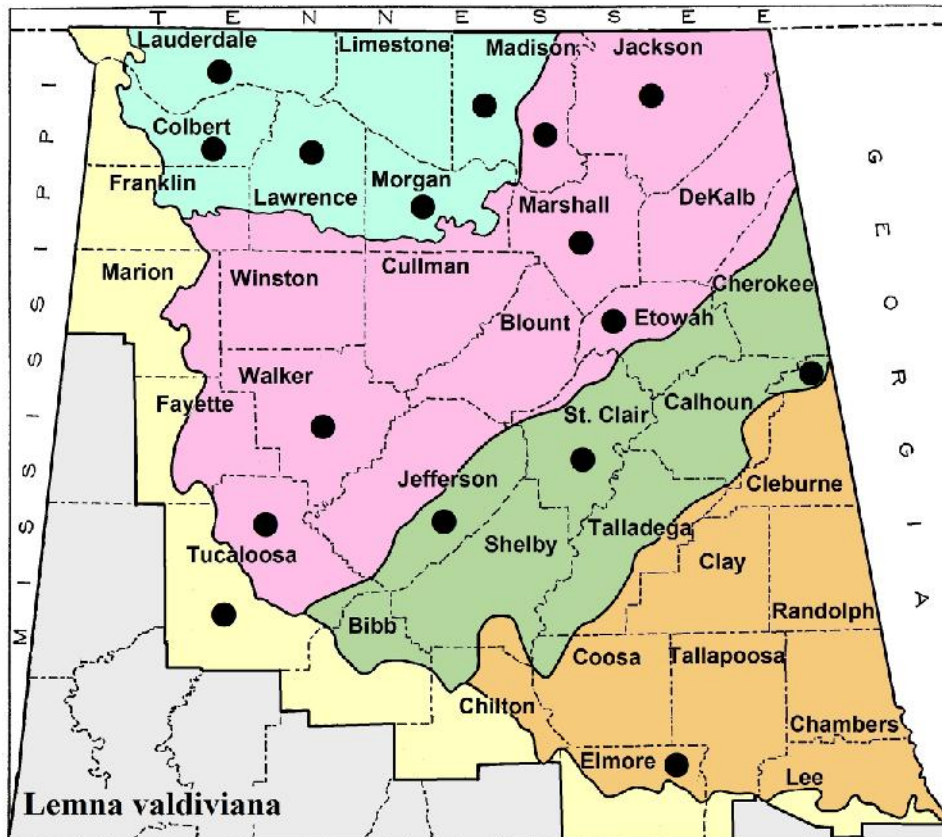 TENNESSEE
Lauderdale
Limestone
Madison
Jackson
Colbert
Franklin
Lawrence
Morgan
Marshall
DeKalb
Marion
Winston
Cullman
Cherokee
Blount
Etowah
Walker
Fayette
St. Clair
Calhoun
Jefferson
Cleburne
Tucaloosa
Shelby
Talladega
Clay
Randolph
Bibb
Coosa
Tallapoosa
Chilton
Chambers
Elmore
Lee
MISSISSIPPI
GEORGIA
Lemna valdiviana